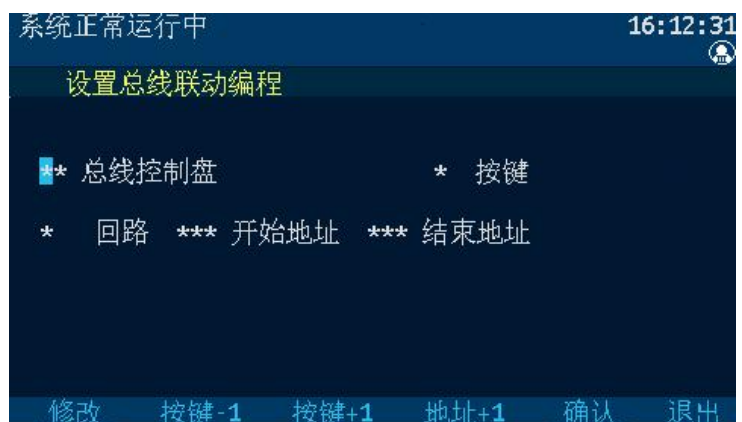 系统正常运行中 16:12:31
设置总线联动编程
** 总线控制盘 * 按键
* 回路 *** 开始地址 *** 结束地址
修改 按键-1 按键+1 地址+1 确认 退出